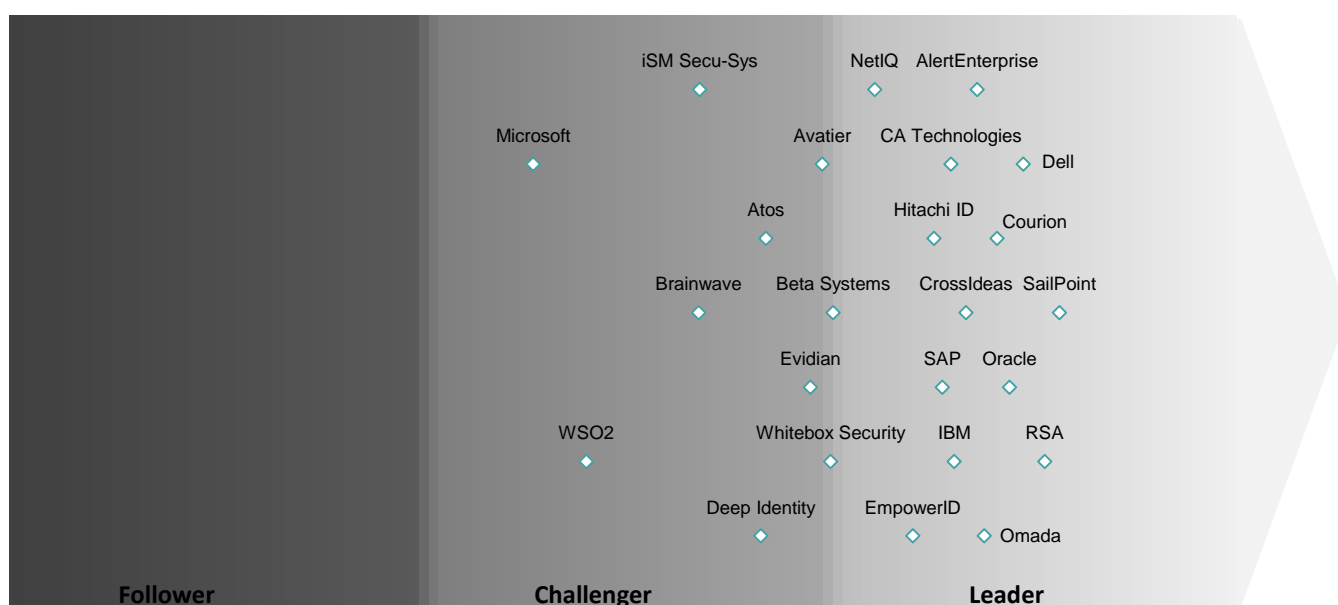 iSM Secu-Sys NetIQ AlertEnterprise
Microsoft Avatier CA Technologies Dell
Atos Hitachi ID Courion
Brainwave Beta Systems CrossIdeas SailPoint
Evidian SAP Oracle
WSO2 Whitebox Security IBM RSA
Deep Identity EmpowerID Omada
Follower Challenger Leader